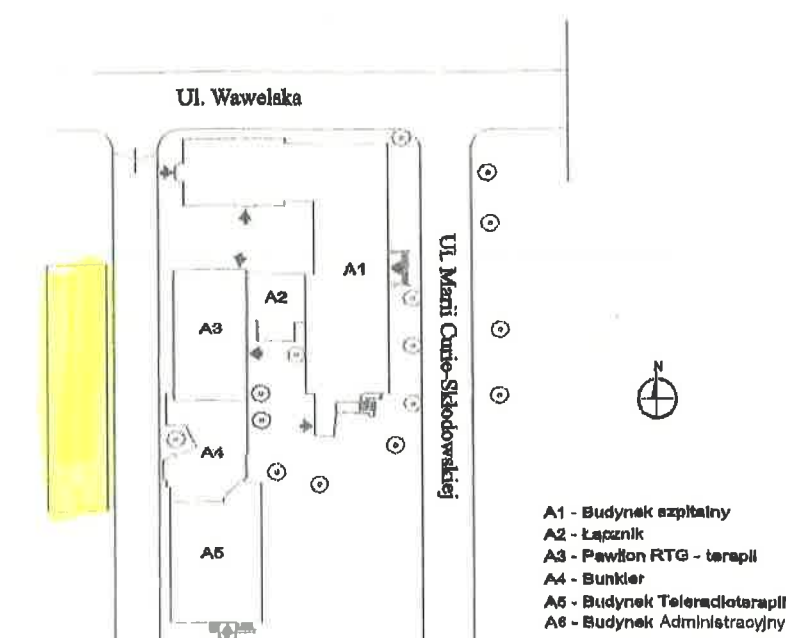 Ul. Wawelska
A1
A2
A3
A4
A5
Ul. Marii Curie-Skłodowskiej
N
A1 - Budynek szpitalny
A2 - Łącznik
A3 - Pawilon RTG - terapii
A4 - Bunkier
A5 - Budynek Teleradioterapii
A6 - Budynek Administracyjny